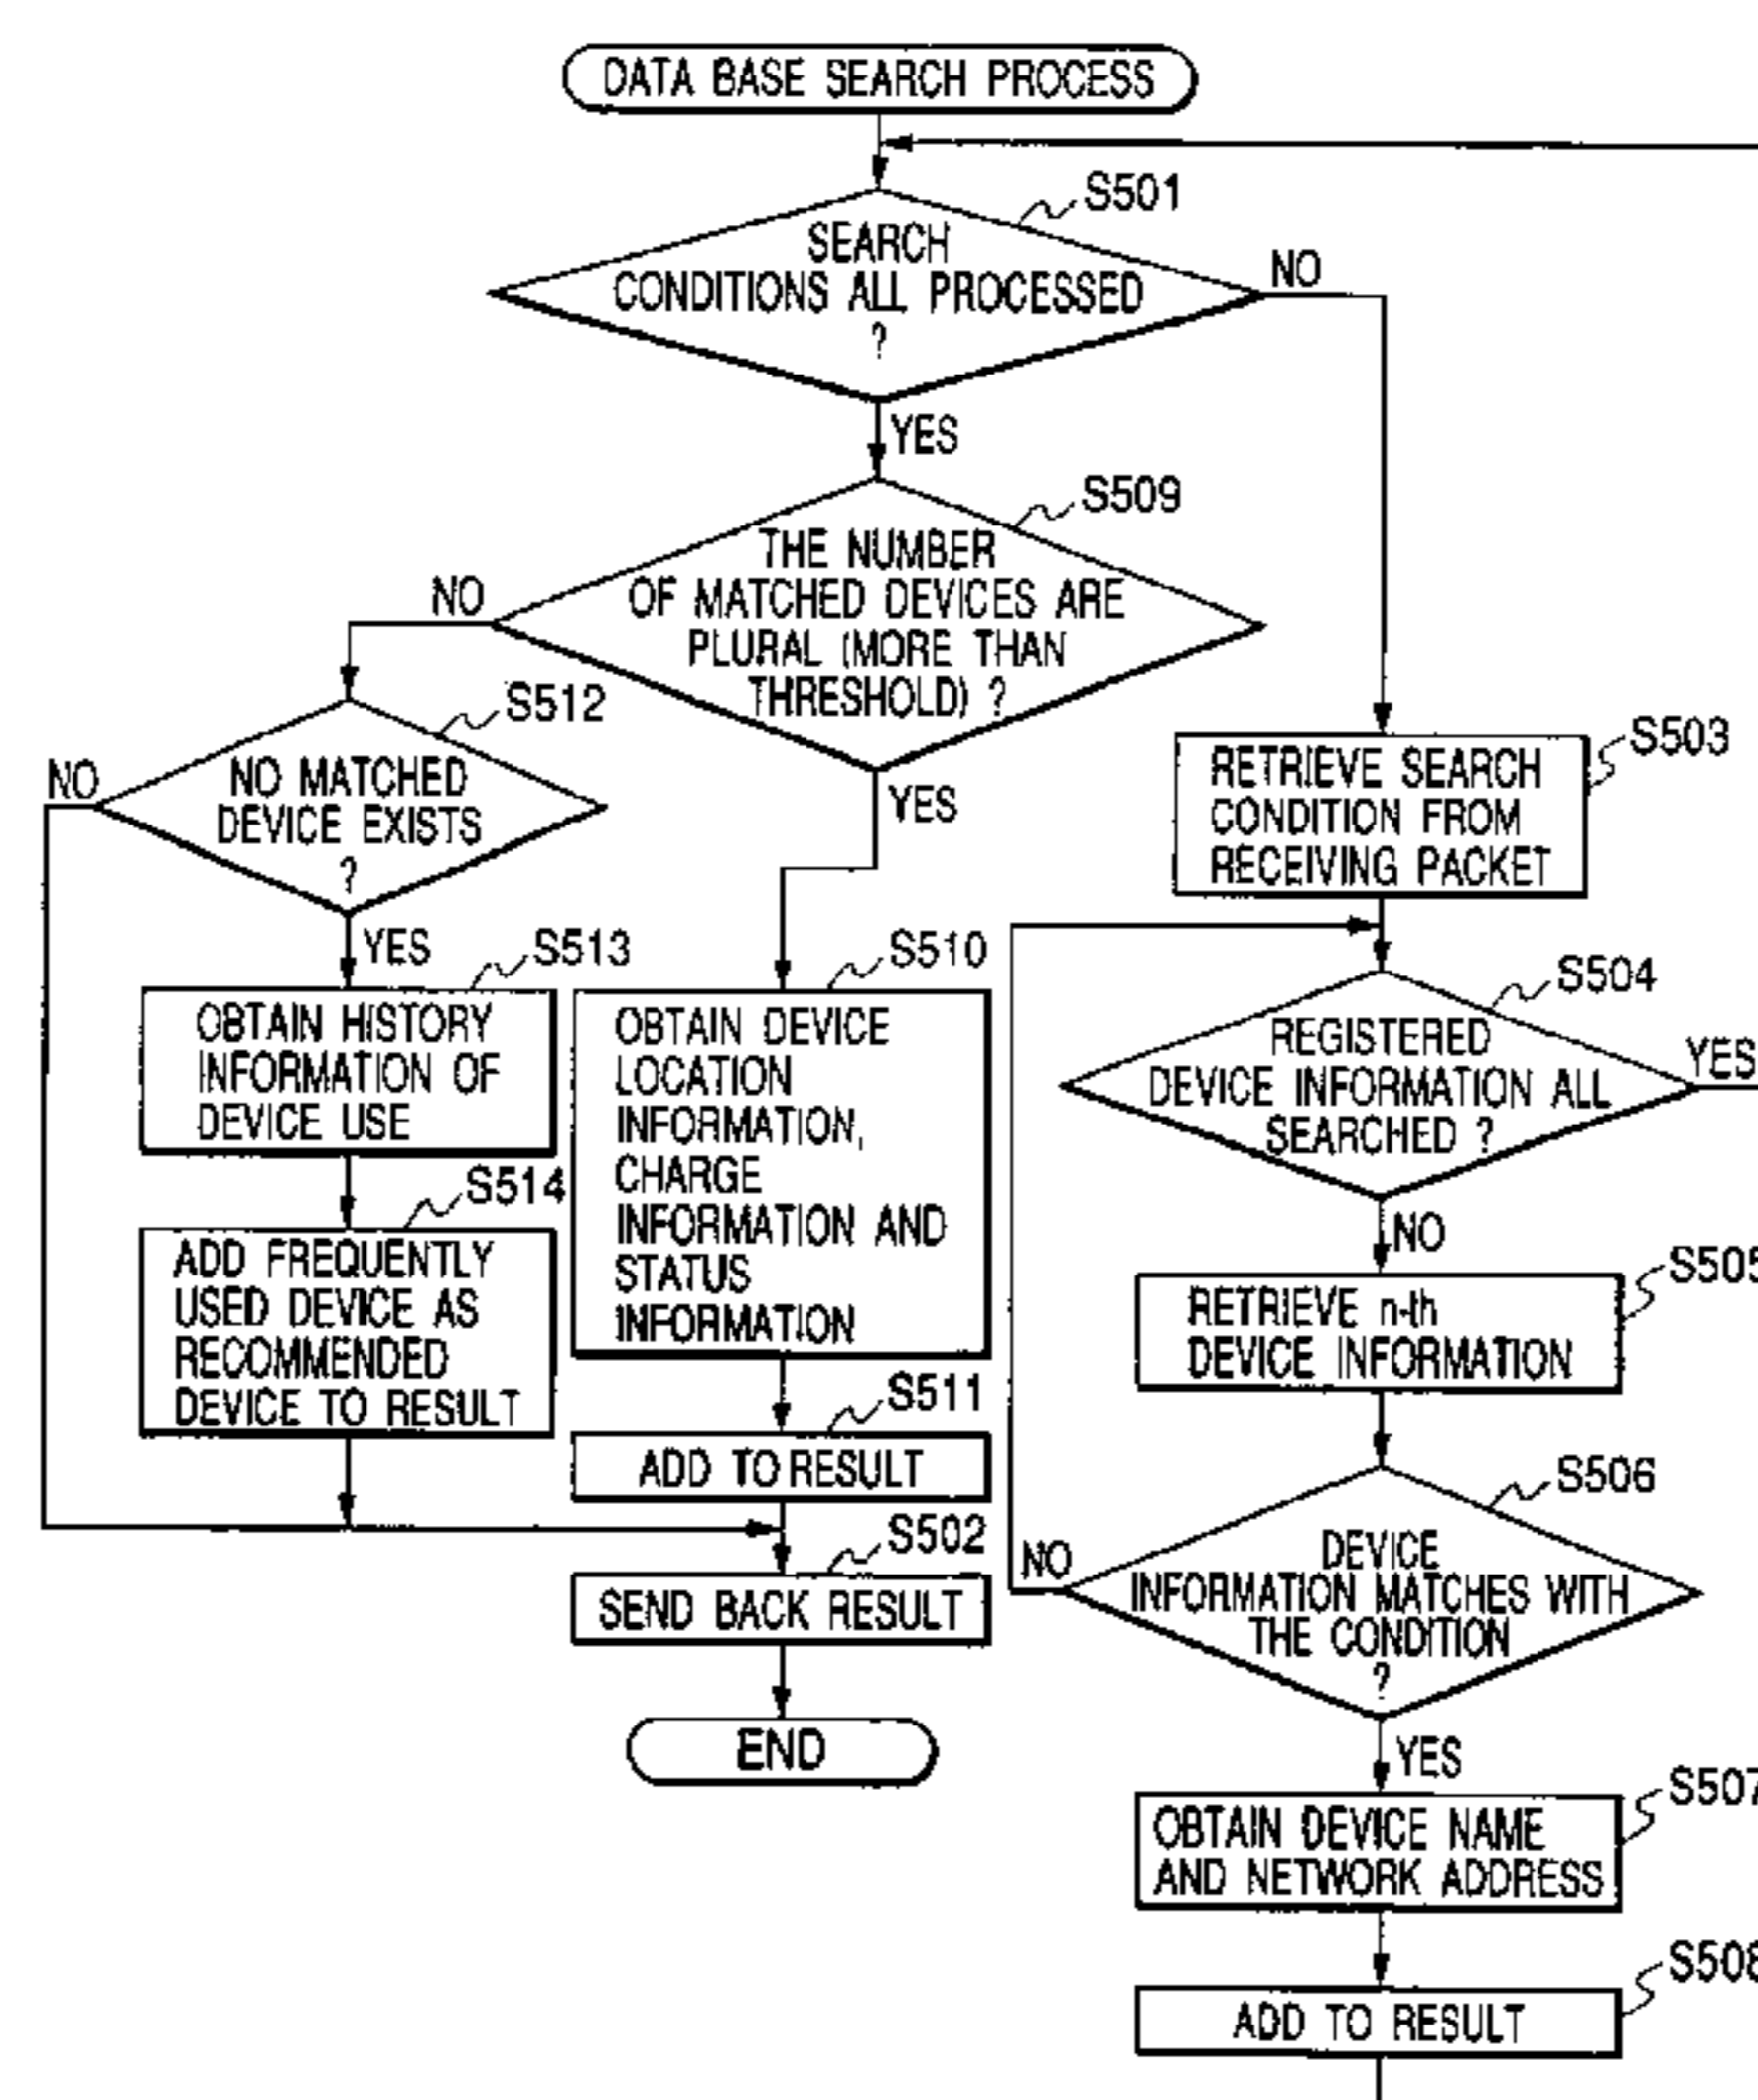 DATA BASE SEARCH PROCESS
S501
SEARCH
CONDITIONS ALL PROCESSED
?
NO
YES
S509
THE NUMBER
OF MATCHED DEVICES ARE
PLURAL (MORE THAN
THRESHOLD) ?
NO
YES
S512
NO MATCHED
DEVICE EXISTS
?
NO
YES
S513
OBTAIN HISTORY
INFORMATION OF
DEVICE USE
S514
ADD FREQUENTLY
USED DEVICE AS
RECOMMENDED
DEVICE TO RESULT
S510
OBTAIN DEVICE
LOCATION
INFORMATION,
CHARGE
INFORMATION AND
STATUS
INFORMATION
S511
ADD TO RESULT
S502
SEND BACK RESULT
END
S503
RETRIEVE SEARCH
CONDITION FROM
RECEIVING PACKET
S504
REGISTERED
DEVICE INFORMATION ALL
SEARCHED ?
YES
NO
S505
RETRIEVE n-th
DEVICE INFORMATION
S506
DEVICE
INFORMATION MATCHES WITH
THE CONDITION
?
NO
YES
S507
OBTAIN DEVICE NAME
AND NETWORK ADDRESS
S508
ADD TO RESULT